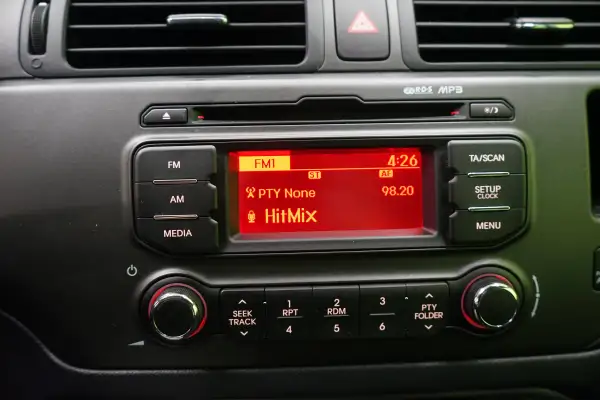 RDS MP3
FM
AM
MEDIA
FM1 4:26
ST AF
PTY None 98.20
HitMix
TA/SCAN
SETUP
CLOCK
MENU
SEEK
TRACK
1
RPT
4
2
RDM
5
3
6
PTY
FOLDER